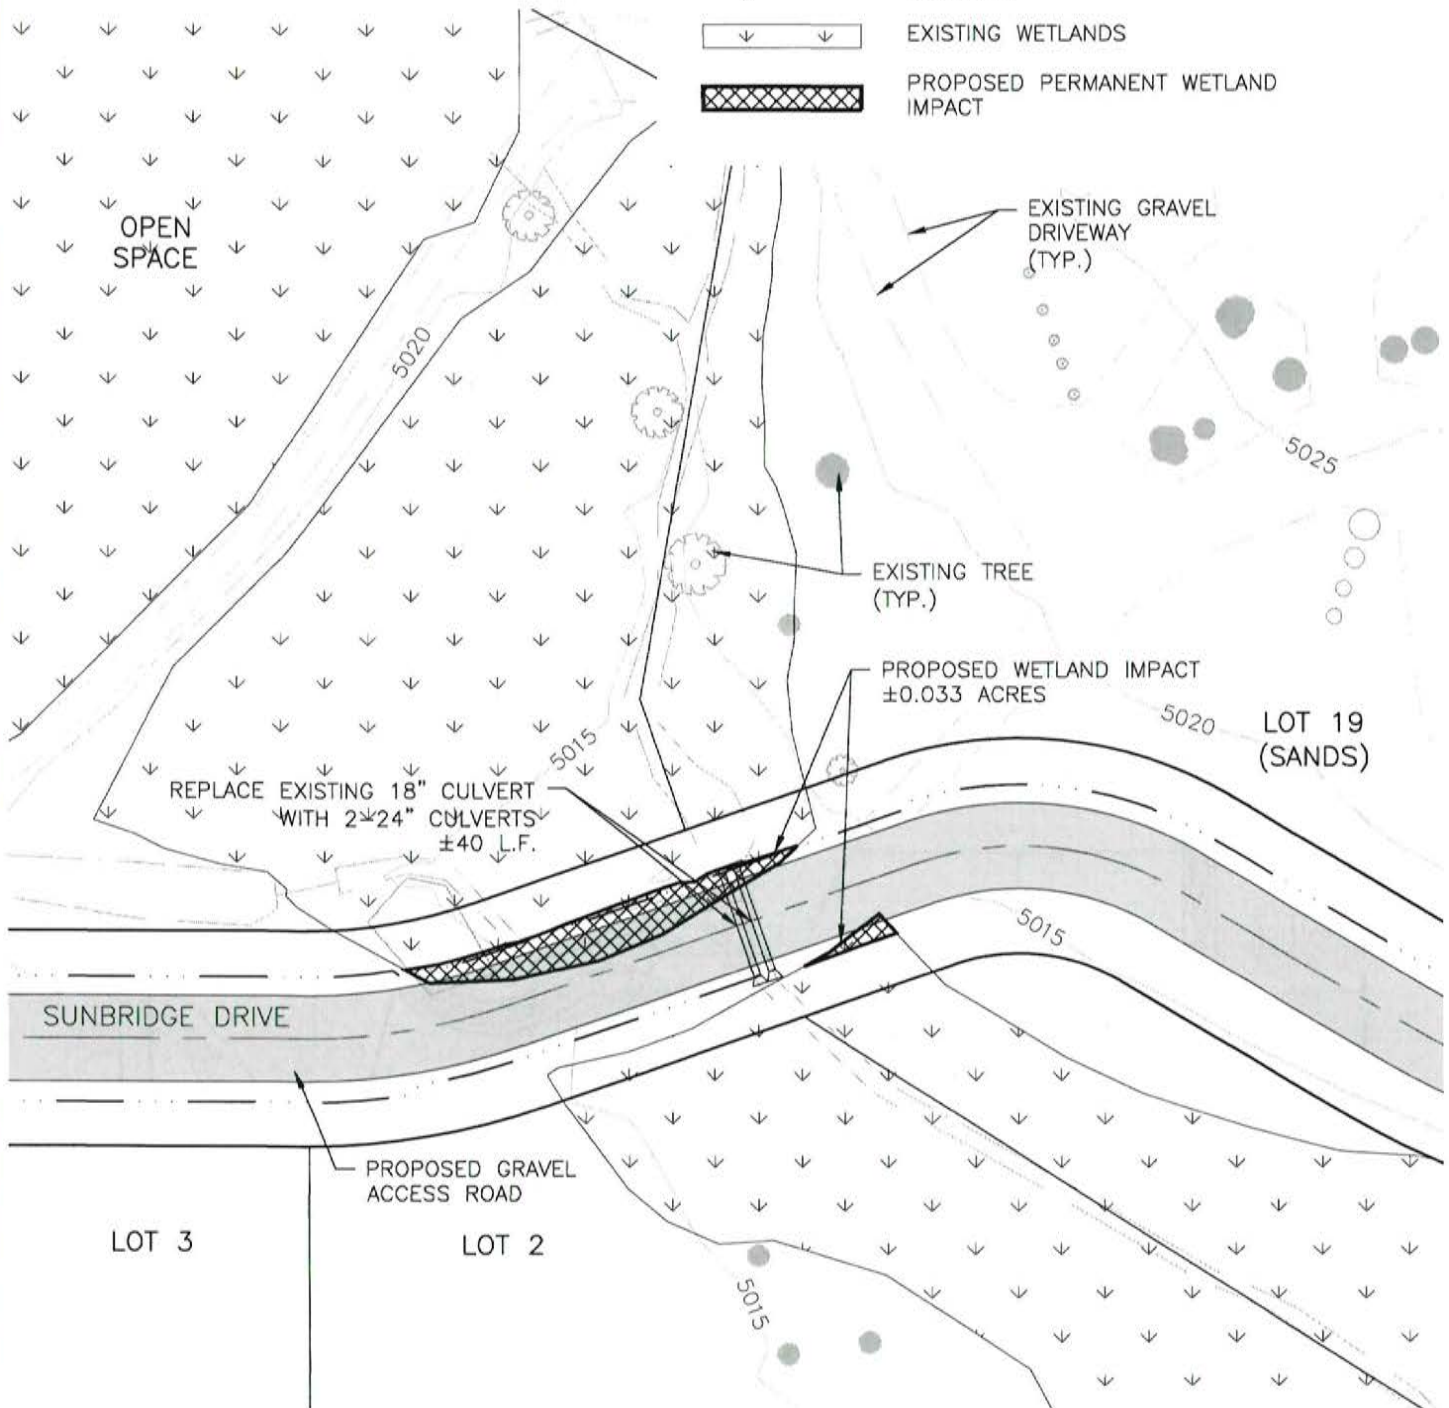 EXISTING WETLANDS
PROPOSED PERMANENT WETLAND
IMPACT
OPEN
SPACE
EXISTING GRAVEL
DRIVEWAY
(TYP.)
5020
5025
EXISTING TREE
(TYP.)
PROPOSED WETLAND IMPACT
±0.033 ACRES
5020
LOT 19
(SANDS)
5015
REPLACE EXISTING 18" CULVERT
WITH 2-24" CULVERTS
±40 L.F.
5015
SUNBRIDGE DRIVE
PROPOSED GRAVEL
ACCESS ROAD
LOT 3
LOT 2
5015